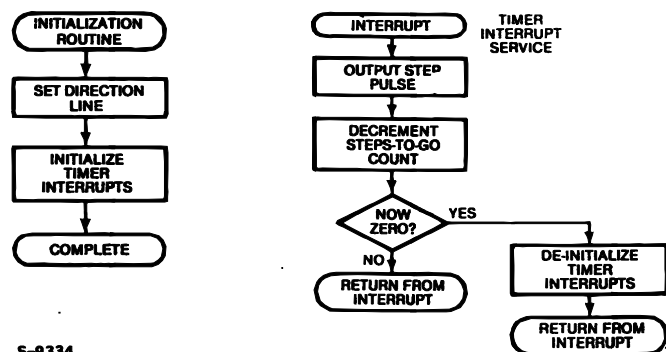 INITIALIZATION
ROUTINE
SET DIRECTION
LINE
INITIALIZE
TIMER
INTERRUPTS
COMPLETE
INTERRUPT
TIMER
INTERRUPT
SERVICE
OUTPUT STEP
PULSE
DECREMENT
STEPS-TO-GO
COUNT
NOW
ZERO?
YES
NO
RETURN FROM
INTERRUPT
DE-INITIALIZE
TIMER
INTERRUPTS
RETURN FROM
INTERRUPT
S-9334